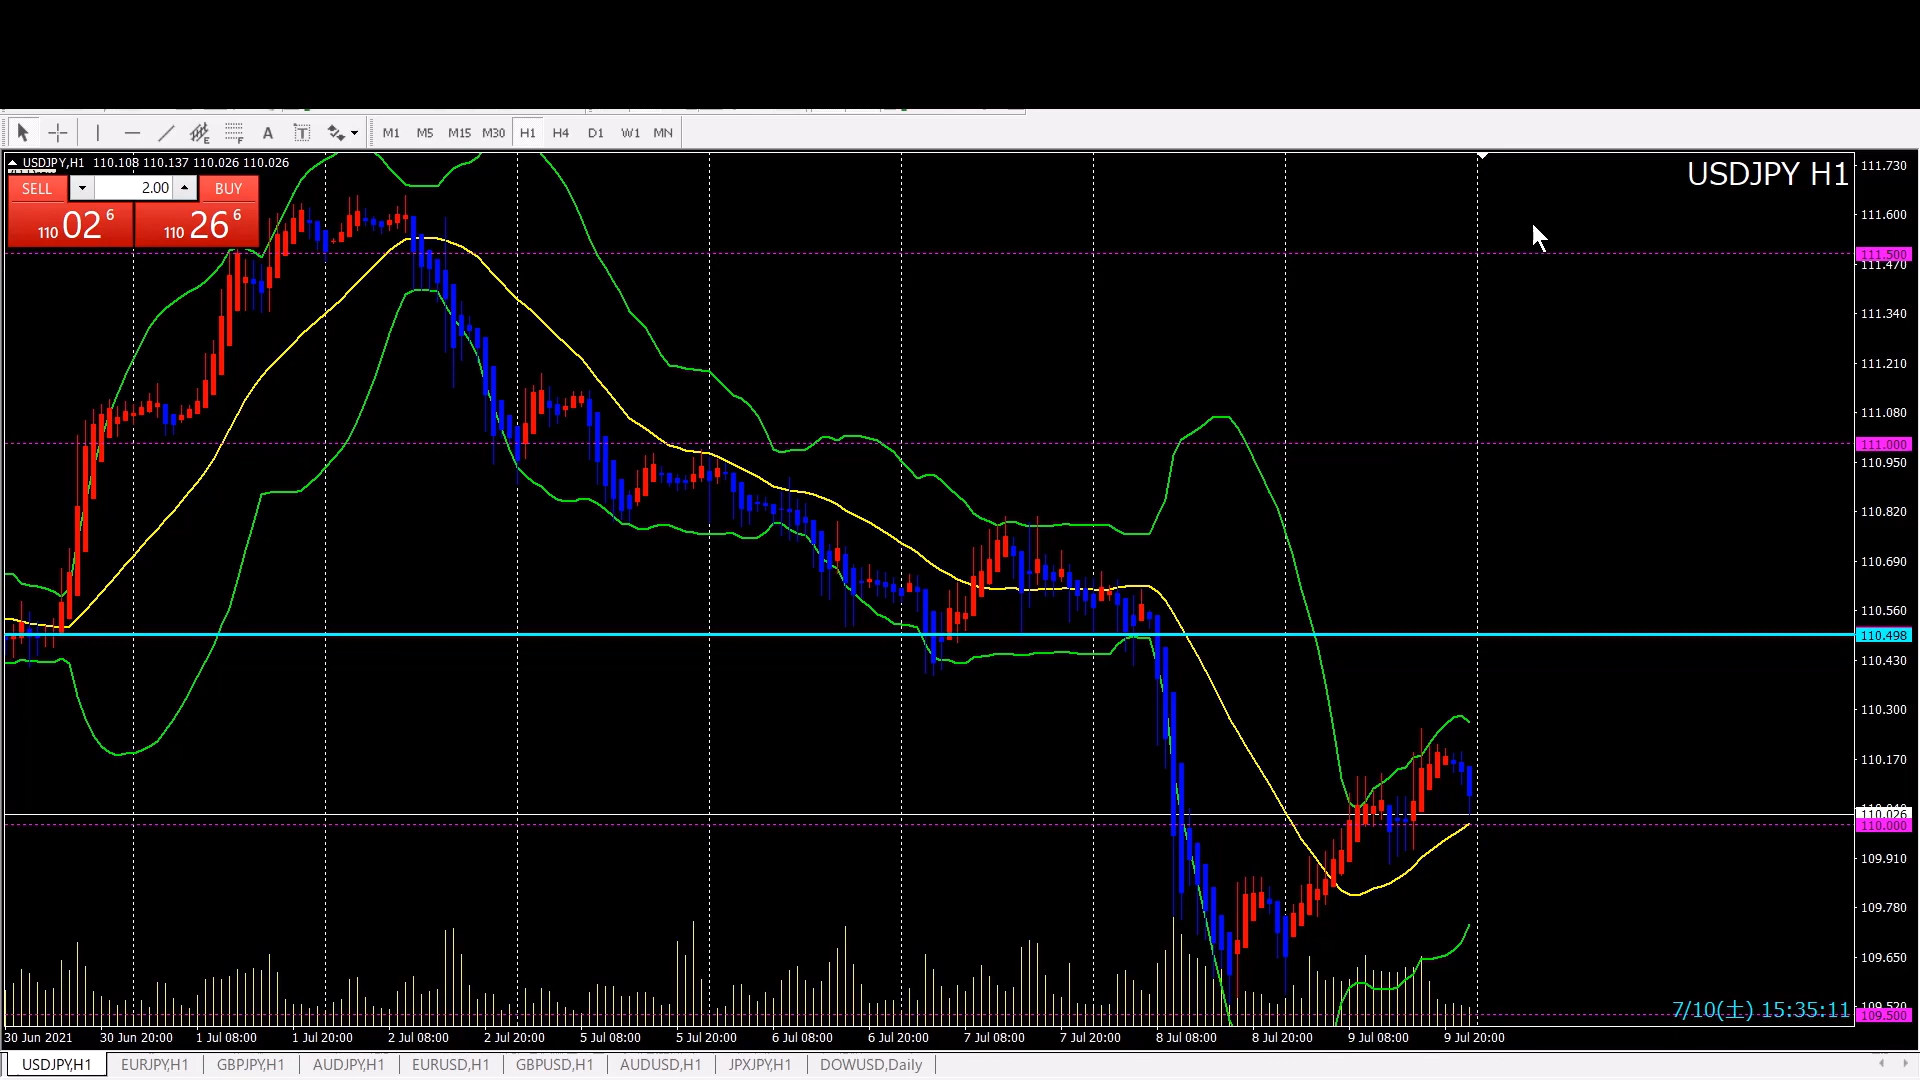 A
M1 M5 M15 M30 H1 H4 D1 W1 MN
USDJPY,H1 110.108 110.137 110.026 110.026
SELL 2.00 BUY
110 02 6 110 26 6
USDJPY H1
111.730
111.600
111.500
111.470
111.340
111.210
111.080
111.000
110.950
110.820
110.690
110.560
110.498
110.430
110.300
110.170
110.026
110.000
109.910
109.780
109.650
109.520
109.500
7/10(土) 15:35:11
30 Jun 2021 30 Jun 20:00 1 Jul 08:00 1 Jul 20:00 2 Jul 08:00 2 Jul 20:00 5 Jul 08:00 5 Jul 20:00 6 Jul 08:00 6 Jul 20:00 7 Jul 08:00 7 Jul 20:00 8 Jul 08:00 8 Jul 20:00 9 Jul 08:00 9 Jul 20:00
USDJPY,H1 EURJPY,H1 GBPJPY,H1 AUDJPY,H1 EURUSD,H1 GBPUSD,H1 AUDUSD,H1 JPXJPY,H1 DOWUSD,Daily